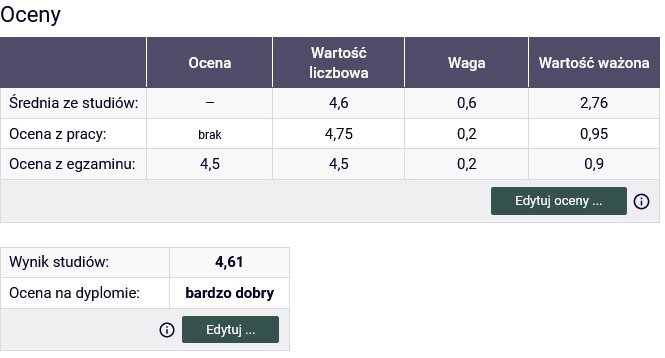 Oceny
Ocena Wartość liczbowa Waga Wartość ważona
Średnia ze studiów: – 4,6 0,6 2,76
Ocena z pracy: brak 4,75 0,2 0,95
Ocena z egzaminu: 4,5 4,5 0,2 0,9
Edytuj oceny ...
Wynik studiów: 4,61
Ocena na dyplomie: bardzo dobry
Edytuj ...